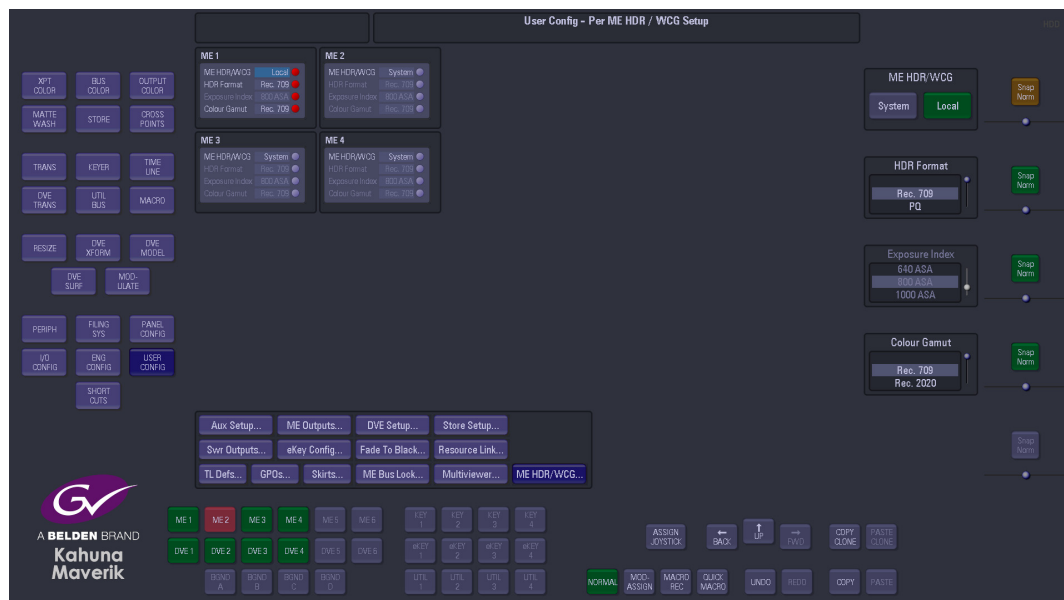 User Config - Per ME HDR / WCG Setup
ME 1
ME HDR/WCG Local
HDR Format Rec. 709
Exposure Index 800 ASA
Colour Gamut Rec. 709
ME 2
ME HDR/WCG System
HDR Format Rec. 709
Exposure Index 800 ASA
Colour Gamut Rec. 709
ME 3
ME HDR/WCG System
HDR Format Rec. 709
Exposure Index 800 ASA
Colour Gamut Rec. 709
ME 4
ME HDR/WCG System
HDR Format Rec. 709
Exposure Index 800 ASA
Colour Gamut Rec. 709
XPT COLOR
BUS COLOR
OUTPUT COLOR
MATTE WASH
STORE
CROSS POINTS
TRANS
KEYER
TIME LINE
DVE TRANS
UTIL BUS
MACRO
RESIZE
DVE XFORM
DVE MODEL
DVE SURF
MOD- ULATE
PERIPH
FILING SYS
PANEL CONFIG
I/O CONFIG
ENG CONFIG
USER CONFIG
SHORT CUTS
ME HDR/WCG
System Local
Snap Norm
HDR Format
Rec. 709
PQ
Snap Norm
Exposure Index
640 ASA
800 ASA
1000 ASA
Snap Norm
Colour Gamut
Rec. 709
Rec. 2020
Snap Norm
Snap Norm
Aux Setup... ME Outputs... DVE Setup... Store Setup...
Swr Outputs... eKey Config... Fade To Black... Resource Link...
TL Defs... GPOs... Skirts... ME Bus Lock... Multiviewer... ME HDR/WCG...
GV
A BELDEN BRAND
Kahuna
Maverik
ME 1 ME 2 ME 3 ME 4 ME 5 ME 6
DVE 1 DVE 2 DVE 3 DVE 4 DVE 5 DVE 6
BGND A BGND B BGND C BGND D
KEY 1 KEY 2 KEY 3 KEY 4
eKEY 1 eKEY 2 eKEY 3 eKEY 4
UTIL 1 UTIL 2 UTIL 3 UTIL 4
ASSIGN JOYSTICK
BACK
UP
FWD
COPY CLONE
PASTE CLONE
NORMAL
MOD- ASSIGN
MACRO REC
QUICK MACRO
UNDO
REDO
COPY
PASTE